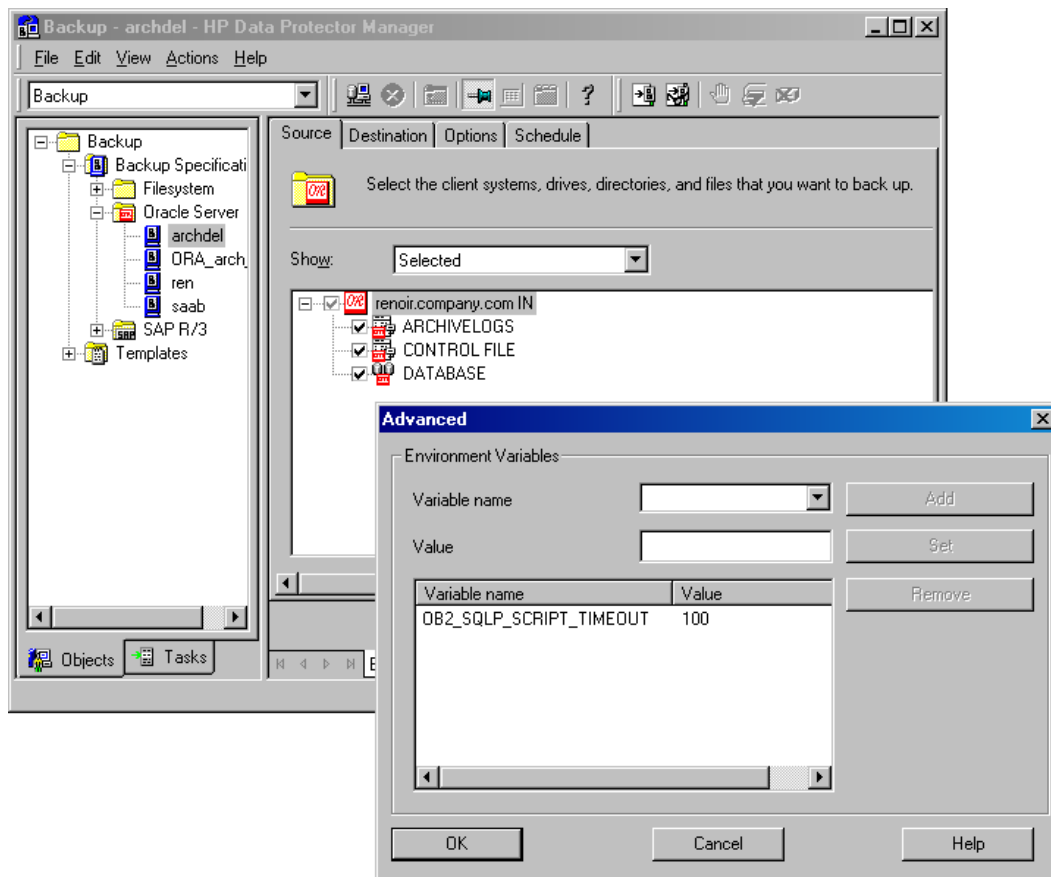 Backup - archdel - HP Data Protector Manager
File Edit View Actions Help
Backup
Source Destination Options Schedule
Backup
Backup Specificati
Filesystem
Oracle Server
archdel
ORA_arch_
ren
saab
SAP R/3
Templates
Select the client systems, drives, directories, and files that you want to back up.
Show: Selected
renoir.company.com IN
ARCHIVELOGS
CONTROL FILE
DATABASE
Objects Tasks
Advanced
Environment Variables
Variable name Add
Value Set
Variable name Value Remove
OB2_SQLP_SCRIPT_TIMEOUT 100
OK Cancel Help